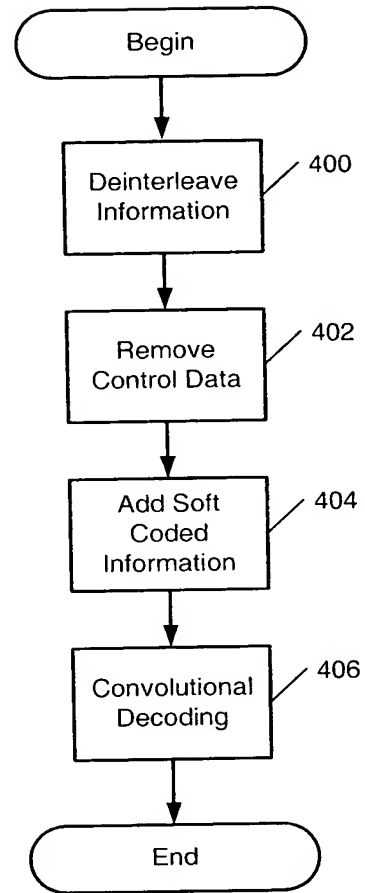 Begin
Deinterleave
Information
400
Remove
Control Data
402
Add Soft
Coded
Information
404
Convolutional
Decoding
406
End